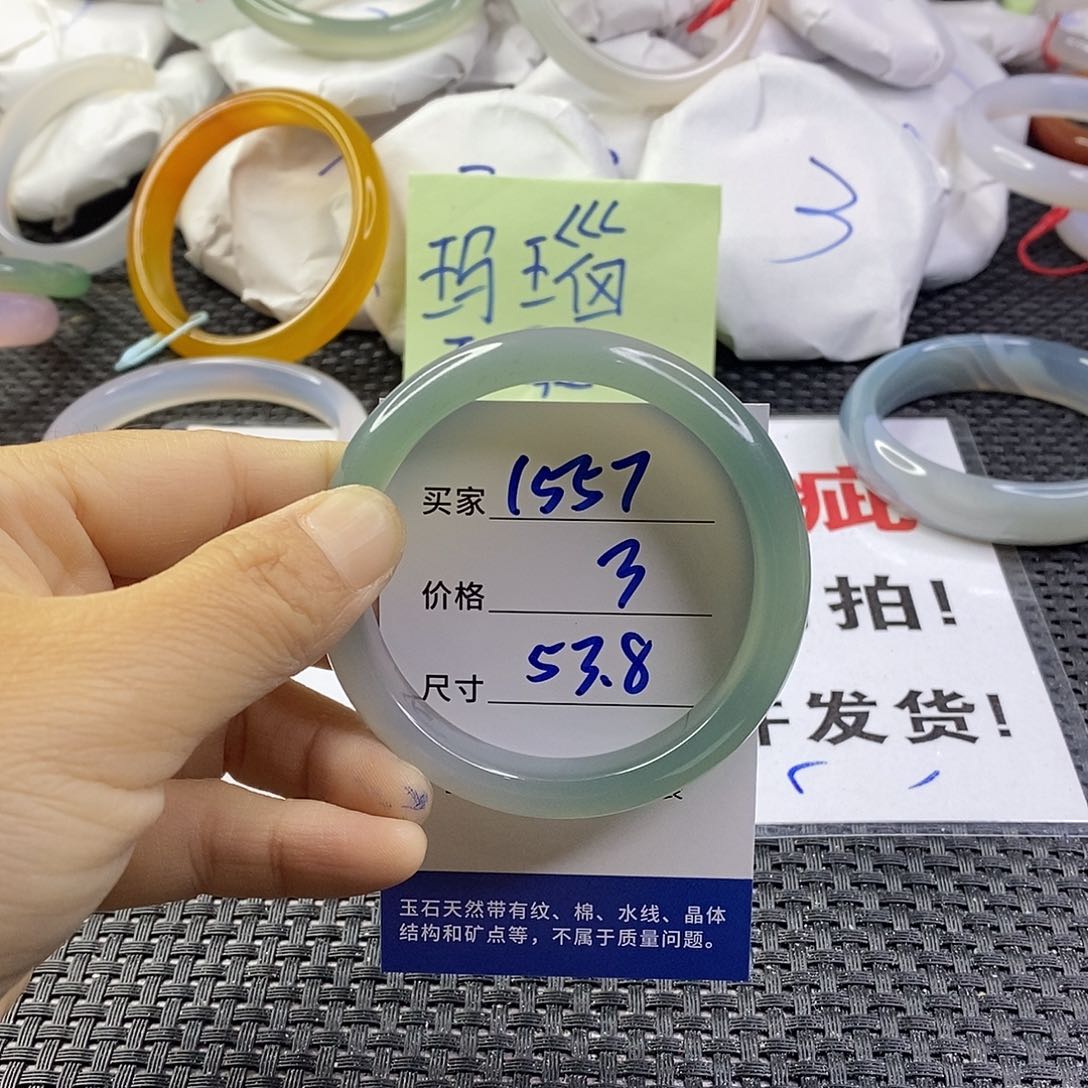 玛瑙
3
买家 1557
价格 3
尺寸 53.8
疵
拍!
发货!
玉石天然带有纹、棉、水线、晶体
结构和矿点等,不属于质量问题。